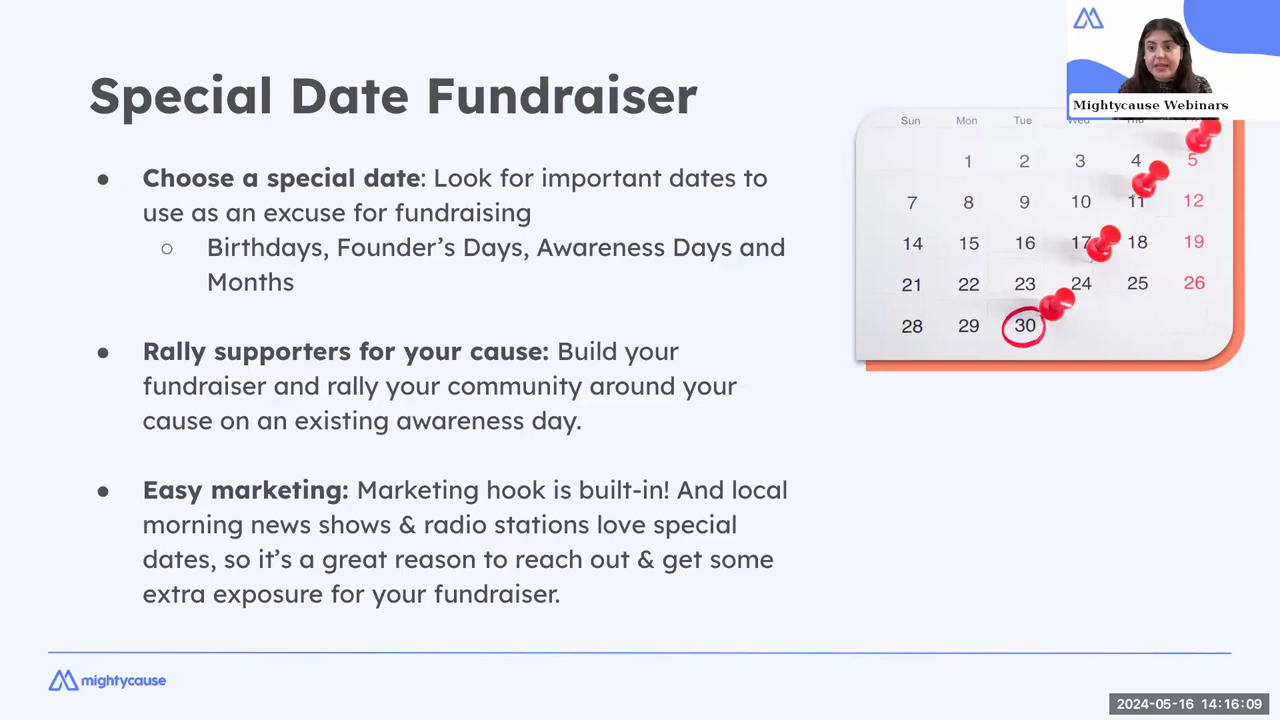 Special Date Fundraiser
● Choose a special date: Look for important dates to
use as an excuse for fundraising
○ Birthdays, Founder’s Days, Awareness Days and
Months
● Rally supporters for your cause: Build your
fundraiser and rally your community around your
cause on an existing awareness day.
● Easy marketing: Marketing hook is built-in! And local
morning news shows & radio stations love special
dates, so it’s a great reason to reach out & get some
extra exposure for your fundraiser.
Mightycause Webinars
Sun Mon Tue Wed Thu
1 2 3 4 5
7 8 9 10 11 12
14 15 16 17 18 19
21 22 23 24 25 26
28 29 30
mightycause
2024-05-16 14:16:09